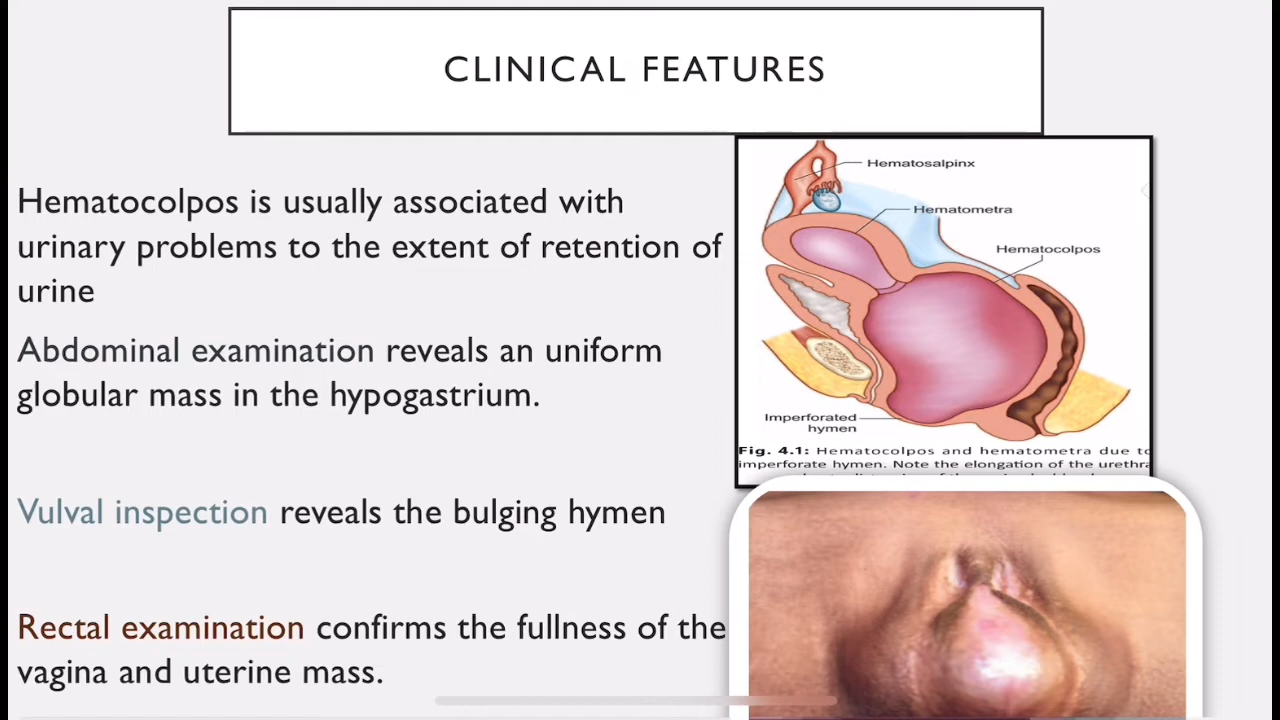 CLINICAL FEATURES
Hematocolpos is usually associated with
urinary problems to the extent of retention of
urine
Abdominal examination reveals an uniform
globular mass in the hypogastrium.
Vulval inspection reveals the bulging hymen
Rectal examination confirms the fullness of the
vagina and uterine mass.
Hematosalpinx
Hematometra
Hematocolpos
Imperforated
hymen
Fig. 4.1: Hematocolpos and hematometra due to
imperforate hymen. Note the elongation of the urethra